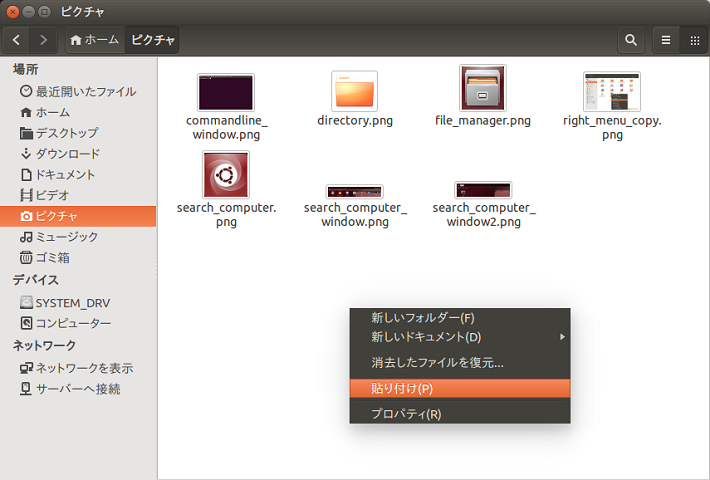 ピクチャ
ホーム ピクチャ
場所
最近開いたファイル
ホーム
デスクトップ
ダウンロード
ドキュメント
ビデオ
ピクチャ
ミュージック
ゴミ箱
デバイス
SYSTEM_DRV
コンピューター
ネットワーク
ネットワークを表示
サーバーへ接続
commandline_
window.png
directory.png
file_manager.png
right_menu_copy.
png
search_computer.
png
search_computer_
window.png
search_computer_
window2.png
新しいフォルダー(F)
新しいドキュメント(D)
消去したファイルを復元...
貼り付け(P)
プロパティ(R)